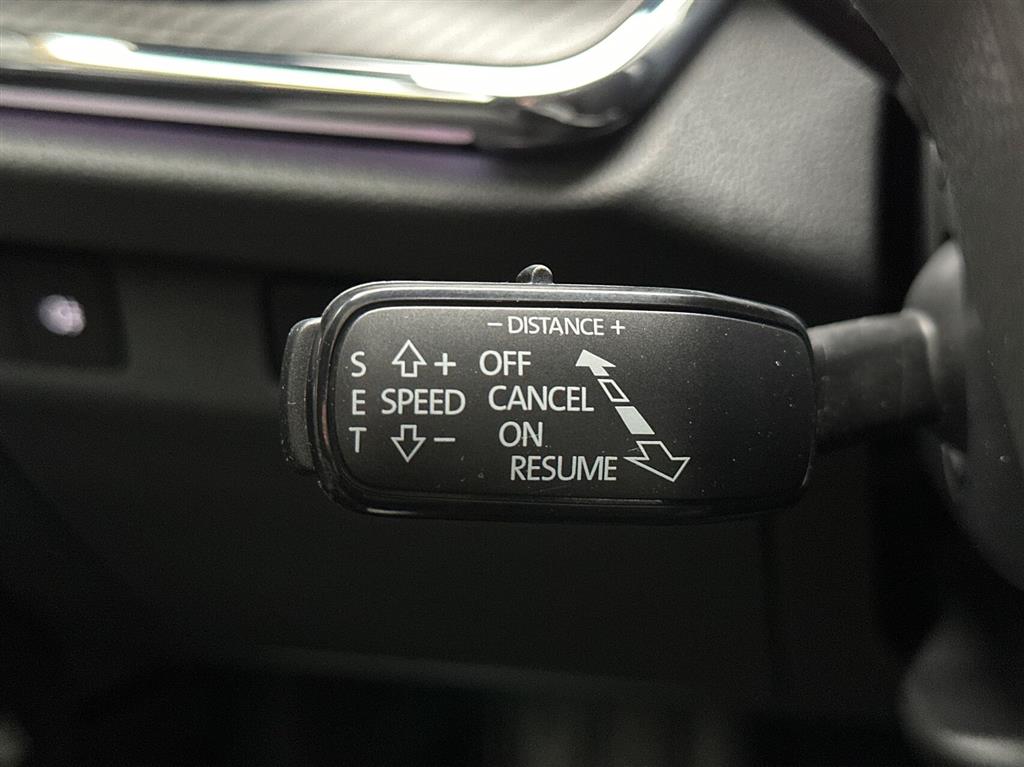 − DISTANCE +
S + OFF
E SPEED CANCEL
T − ON
RESUME